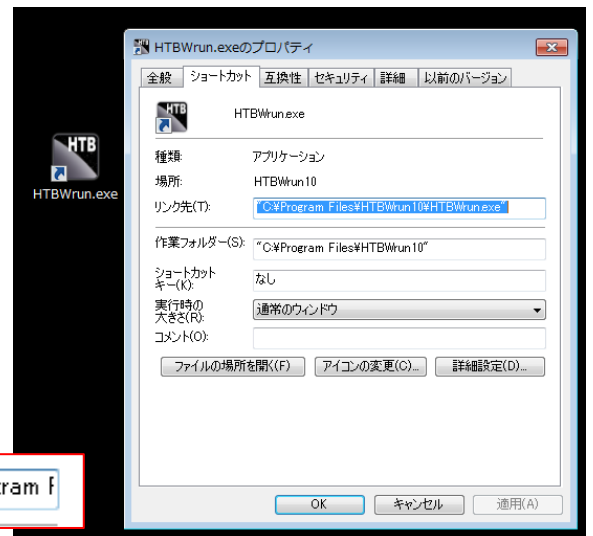 HTBWrun.exeのプロパティ
全般 ショートカット 互換性 セキュリティ 詳細 以前のバージョン
HTB
HTBWrun.exe
HTB
HTBWrun.exe
種類: アプリケーション
場所: HTBWrun10
リンク先(T): "C:¥Program Files¥HTBWrun10¥HTBWrun.exe"
作業フォルダー(S): "C:¥Program Files¥HTBWrun10"
ショートカット
キー(K): なし
実行時の
大きさ(R): 通常のウィンドウ
コメント(O):
ファイルの場所を開く(F) アイコンの変更(C)... 詳細設定(D)...
OK キャンセル 適用(A)